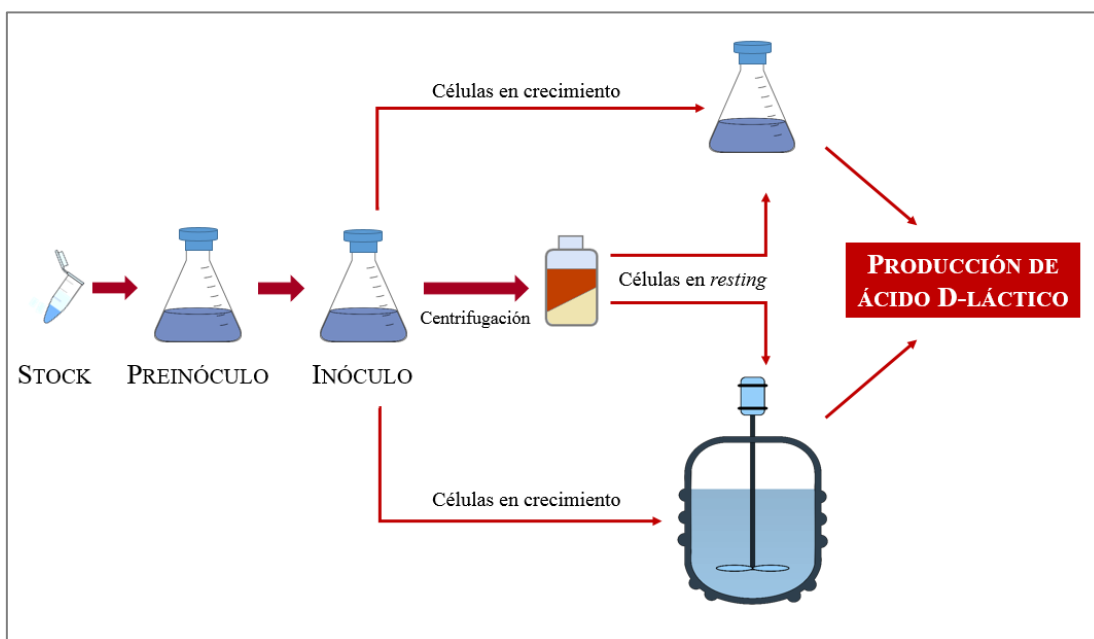 Células en crecimiento
STOCK
PREINÓCULO
INÓCULO
Centrifugación
Células en resting
PRODUCCIÓN DE
ÁCIDO D-LÁCTICO
Células en crecimiento